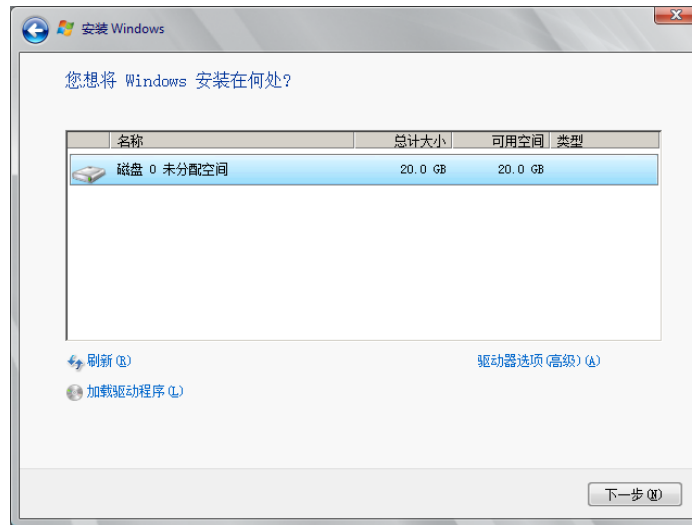 安装 Windows
您想将 Windows 安装在何处?
名称 总计大小 可用空间 类型
磁盘 0 未分配空间 20.0 GB 20.0 GB
刷新(R) 驱动器选项(高级)(A)
加载驱动程序(L)
下一步(N)